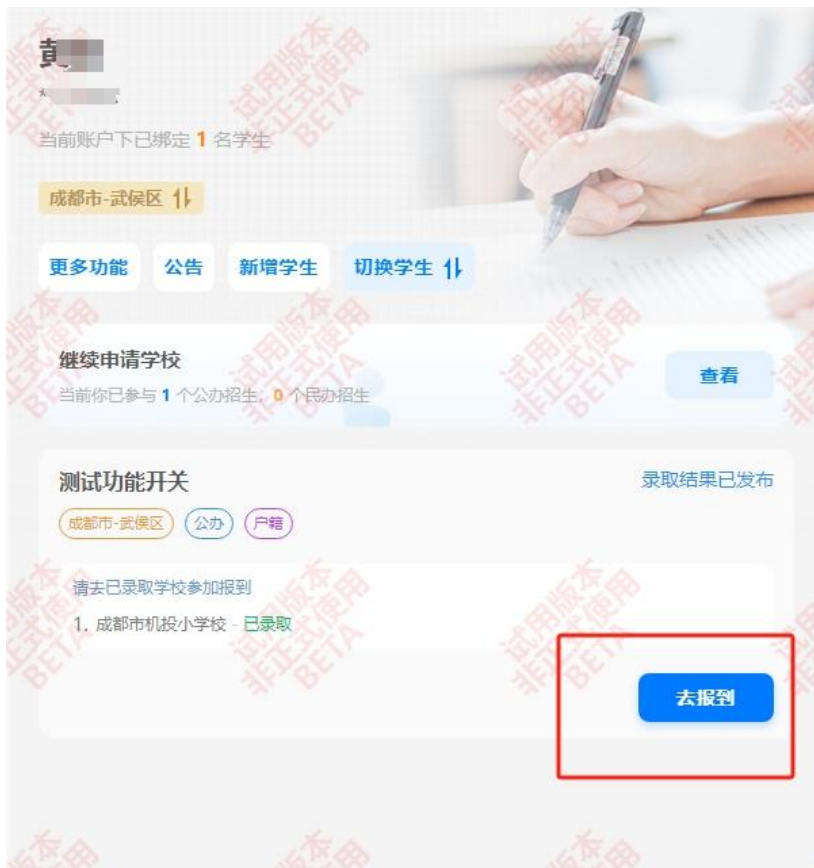 黄
当前账户下已绑定 1 名学生
成都市-武侯区
更多功能 公告 新增学生 切换学生
继续申请学校
查看
当前你已参与 1 个公办招生，0 个民办招生
测试功能开关
录取结果已发布
成都市-武侯区 公办 户籍
请去已录取学校参加报到
1. 成都市机投小学校 - 已录取
去报到
试用版本
非正式使用
BETA